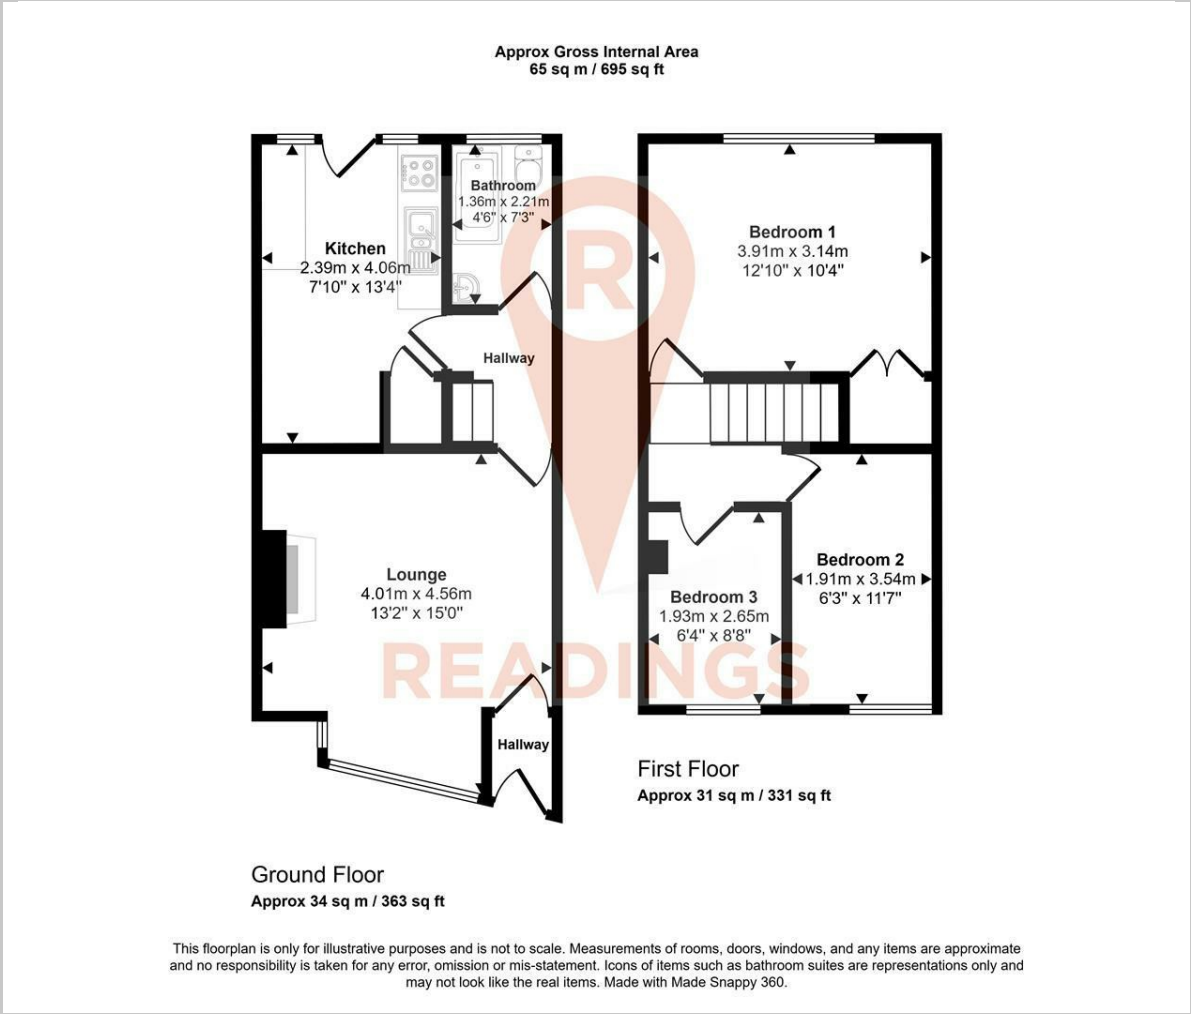 Approx Gross Internal Area
65 sq m / 695 sq ft
Bathroom
1.36m x 2.21m
4'6" x 7'3"
Kitchen
2.39m x 4.06m
7'10" x 13'4"
Hallway
Lounge
4.01m x 4.56m
13'2" x 15'0"
Hallway
Ground Floor
Approx 34 sq m / 363 sq ft
Bedroom 1
3.91m x 3.14m
12'10" x 10'4"
Bedroom 2
1.91m x 3.54m
6'3" x 11'7"
Bedroom 3
1.93m x 2.65m
6'4" x 8'8"
First Floor
Approx 31 sq m / 331 sq ft
R
READINGS
This floorplan is only for illustrative purposes and is not to scale. Measurements of rooms, doors, windows, and any items are approximate
and no responsibility is taken for any error, omission or mis-statement. Icons of items such as bathroom suites are representations only and
may not look like the real items. Made with Made Snappy 360.